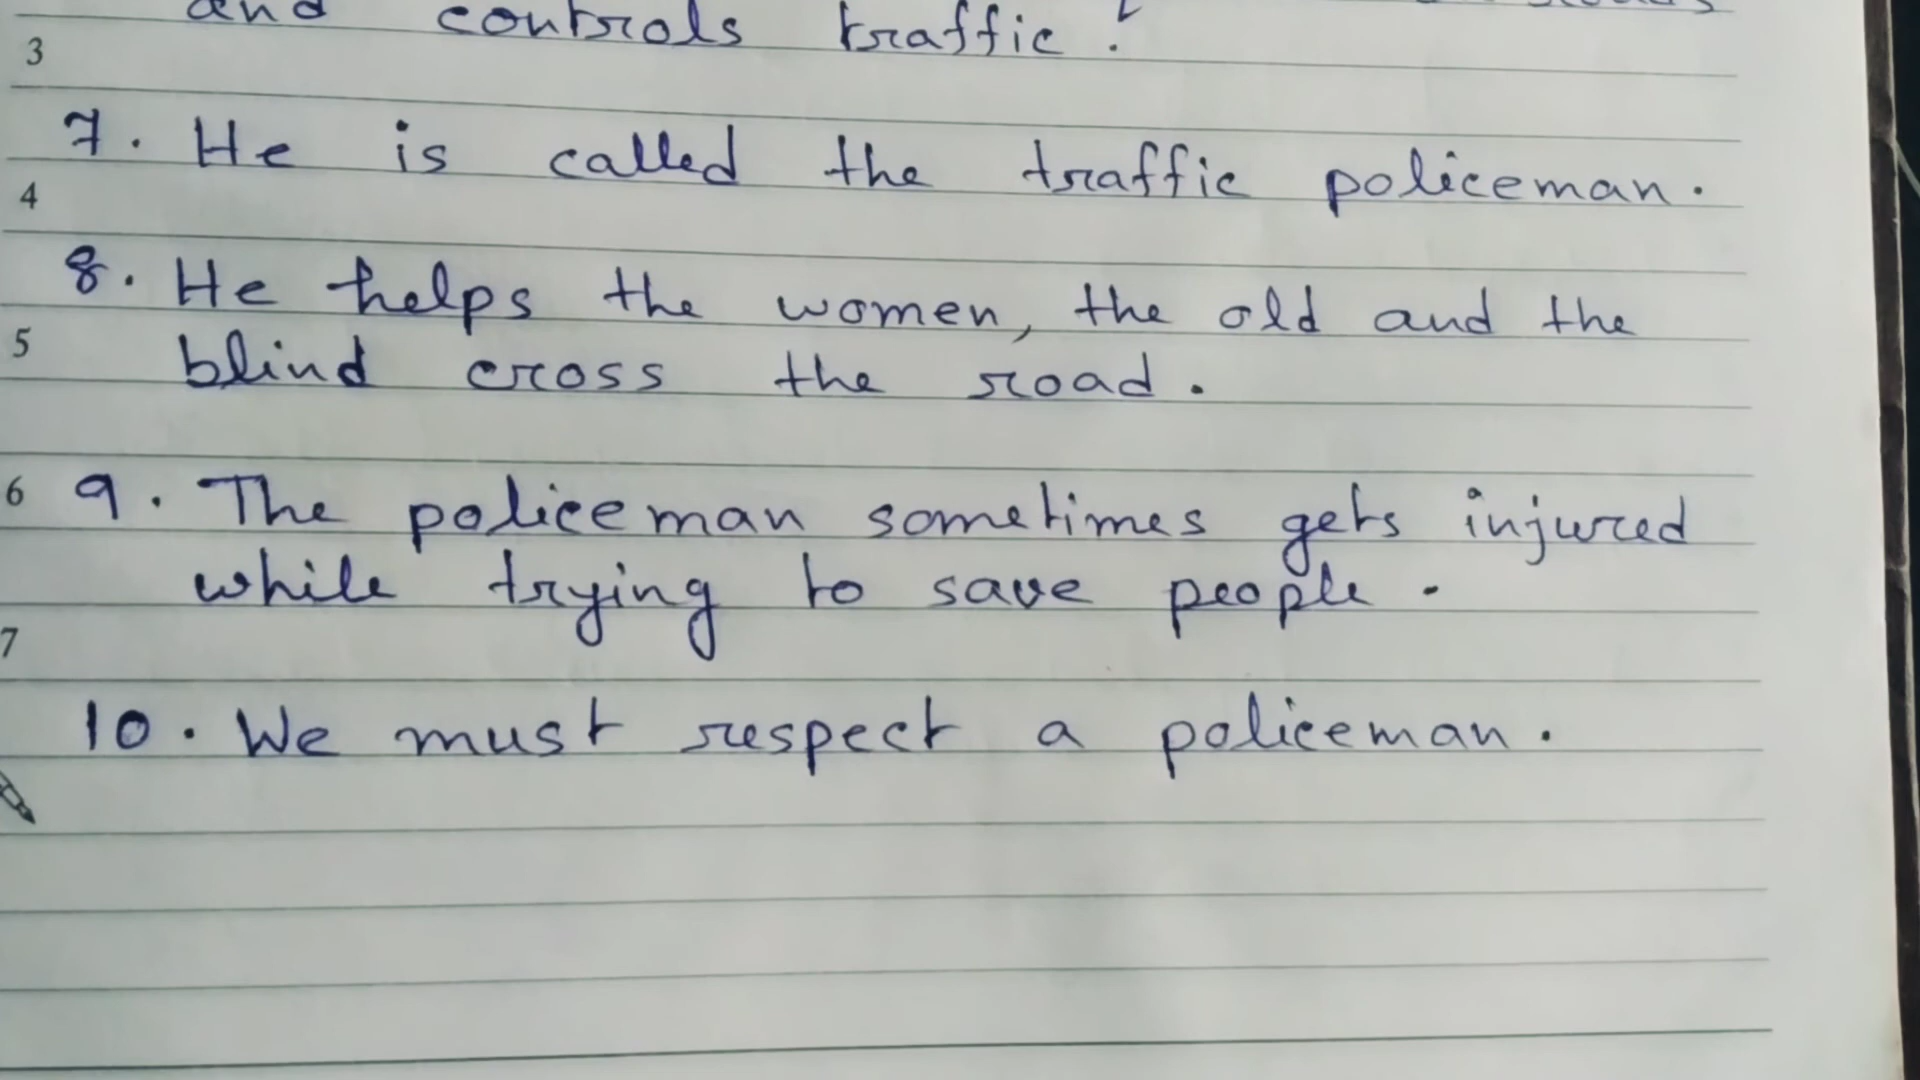 and controls traffic.
3
7. He is called the traffic policeman.
4
8. He helps the women, the old and the
5
blind cross the road.
6
9. The policeman sometimes gets injured
while trying to save people.
7
10. We must respect a policeman.